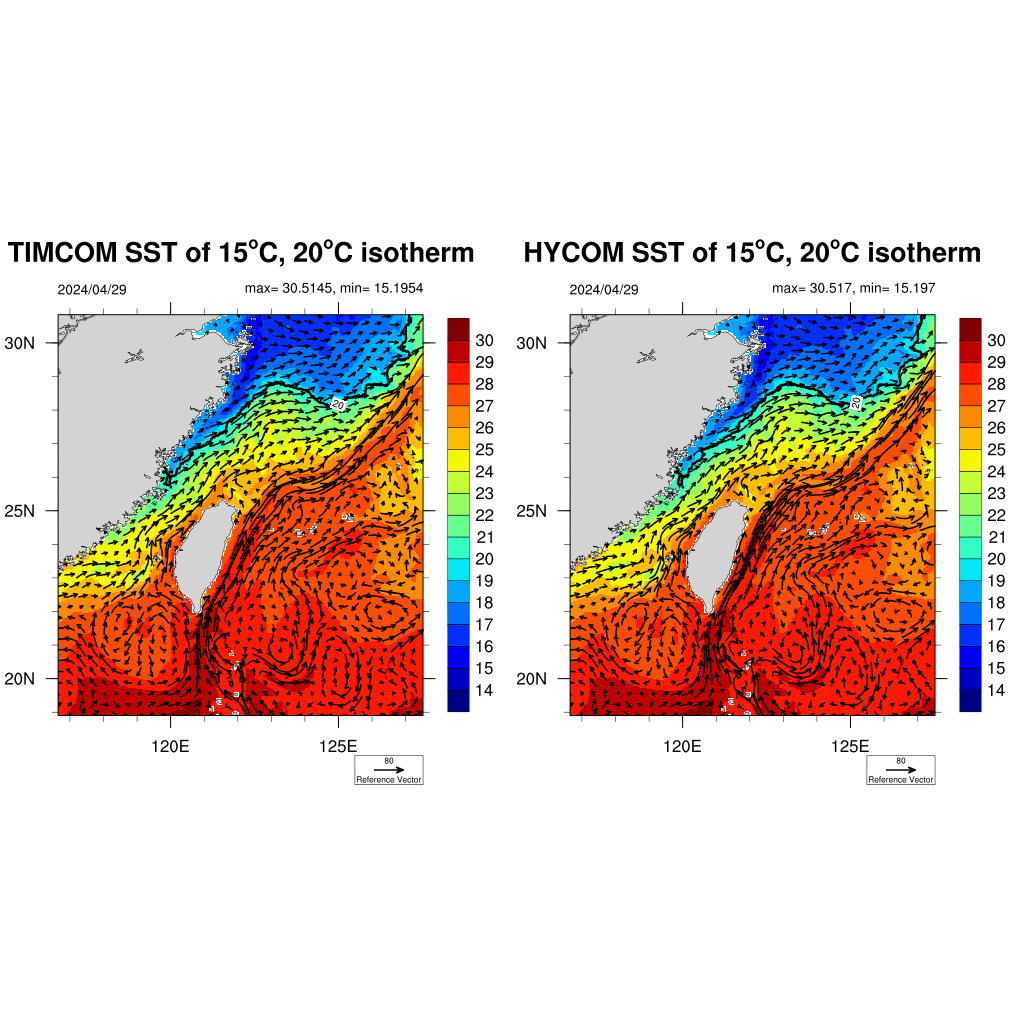 TIMCOM SST of 15°C, 20°C isotherm
2024/04/29
max= 30.5145, min= 15.1954
30N
25N
20N
120E
125E
20
30
29
28
27
26
25
24
23
22
21
20
19
18
17
16
15
14
80
Reference Vector
HYCOM SST of 15°C, 20°C isotherm
2024/04/29
max= 30.517, min= 15.197
30N
25N
20N
120E
125E
20
30
29
28
27
26
25
24
23
22
21
20
19
18
17
16
15
14
80
Reference Vector